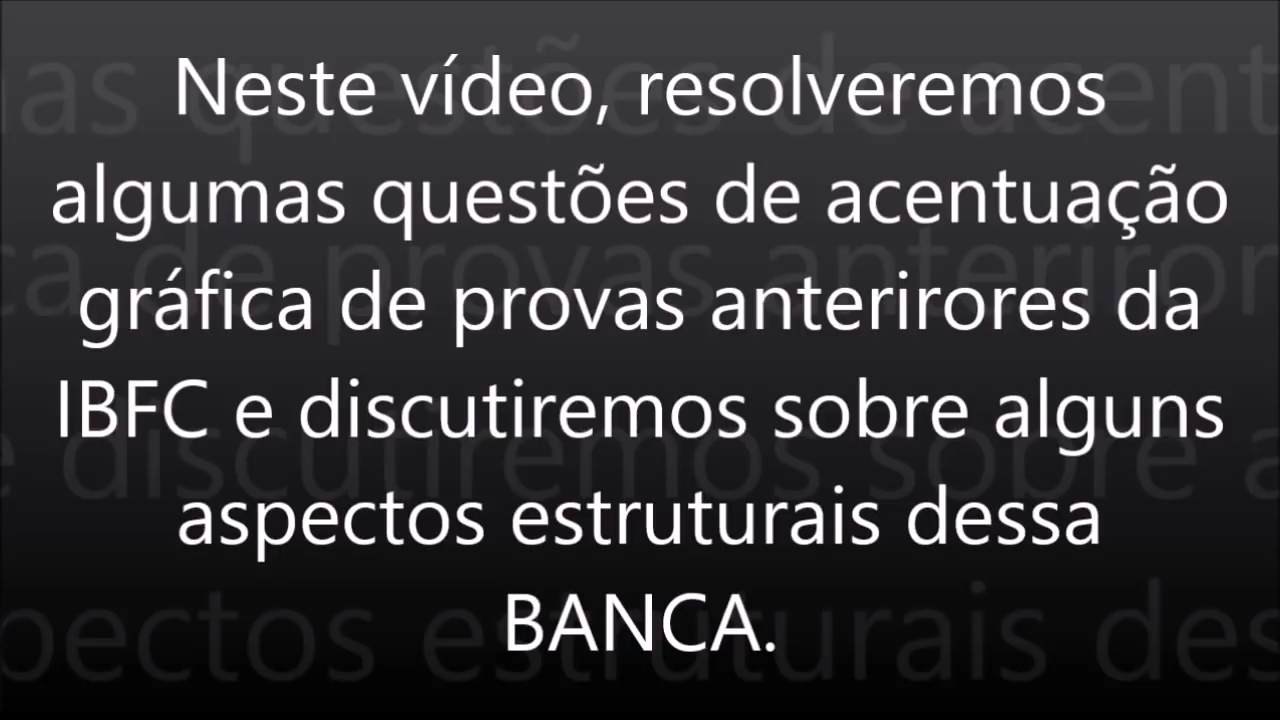 Neste vídeo, resolveremos
algumas questões de acentuação
gráfica de provas anterirores da
IBFC e discutiremos sobre alguns
aspectos estruturais dessa
BANCA.